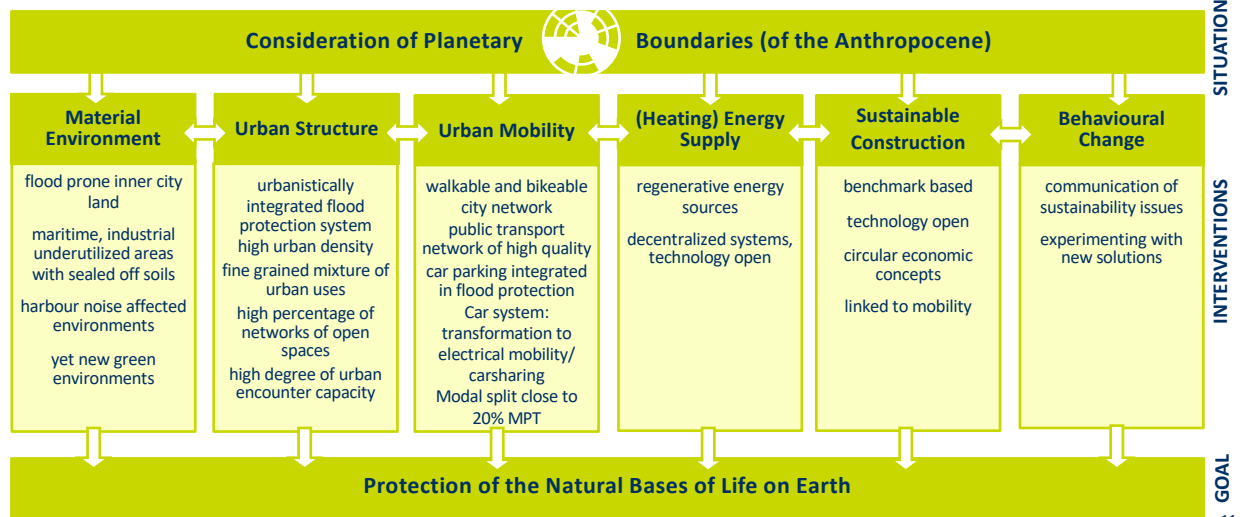 Consideration of Planetary Boundaries (of the Anthropocene)
SITUATION
Material
Environment
flood prone inner city
land
maritime, industrial
underutilized areas
with sealed off soils
harbour noise affected
environments
yet new green
environments
Urban Structure
urbanistically
integrated flood
protection system
high urban density
fine grained mixture of
urban uses
high percentage of
networks of open
spaces
high degree of urban
encounter capacity
Urban Mobility
walkable and bikeable
city network
public transport
network of high quality
car parking integrated
in flood protection
Car system:
transformation to
electrical mobility/
carsharing
Modal split close to
20% MPT
(Heating) Energy
Supply
regenerative energy
sources
decentralized systems,
technology open
Sustainable
Construction
benchmark based
technology open
circular economic
concepts
linked to mobility
Behavioural
Change
communication of
sustainability issues
experimenting with
new solutions
INTERVENTIONS
Protection of the Natural Bases of Life on Earth
GOAL